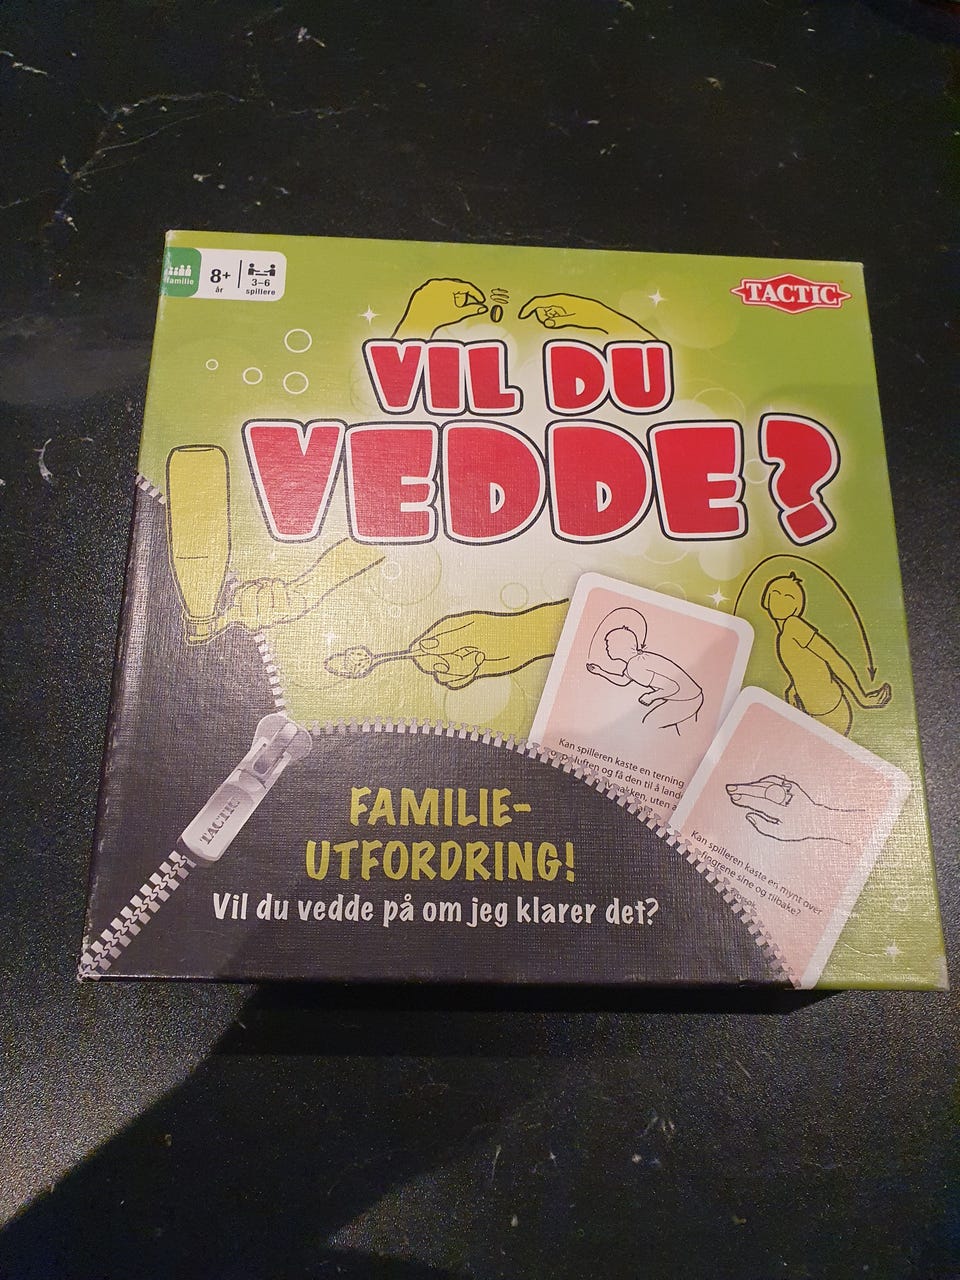 familie
8+
år
3-6
spillere
TACTIC
VIL DU
VEDDE?
Kan spilleren kaste en terning
luften og få den til å
uten
Kan spilleren kaste en mynt over
fingrene sine og tilbake?
TACTIC
FAMILIE-
UTFORDRING!
Vil du vedde på om jeg klarer det?